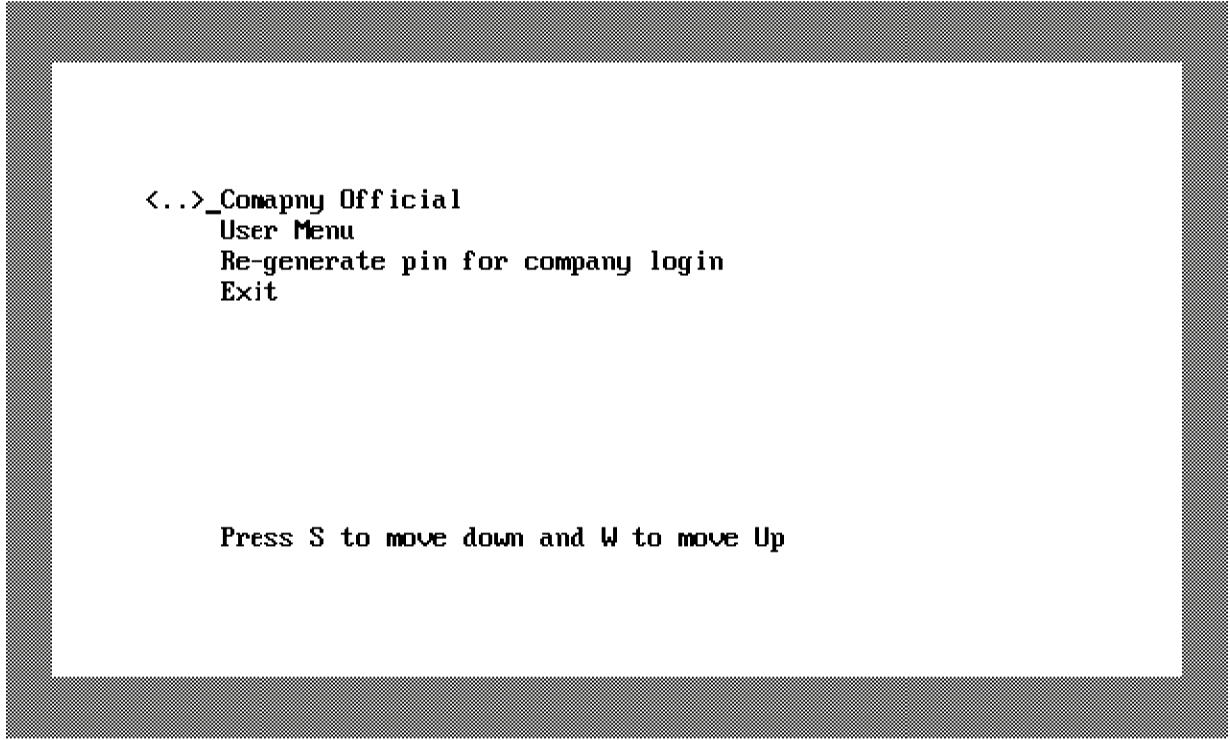 <..>_Comapny Official
User Menu
Re-generate pin for company login
Exit
Press S to move down and W to move Up